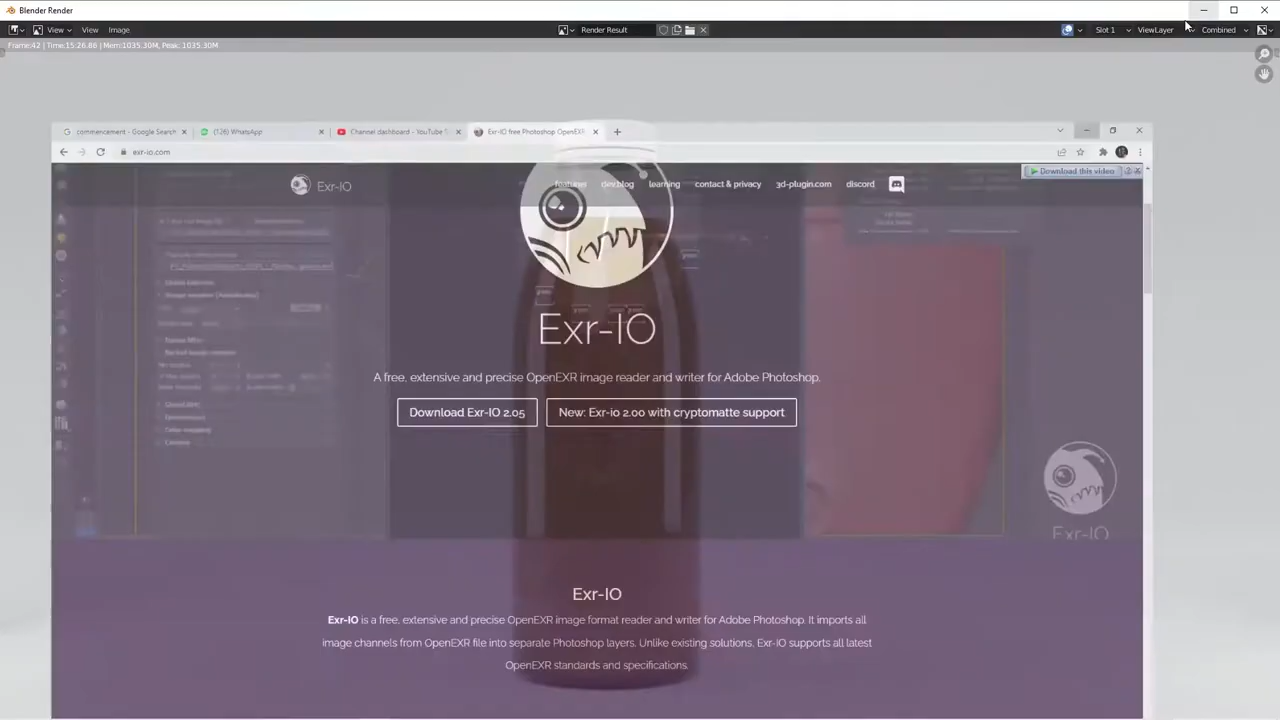 Blender Render
View
View
Image
Render Result
Slot 1
ViewLayer
Combined
Frame:42 | Time:15:26.86 | Mem:1035.30M, Peak: 1035.30M
commencement - Google Search
(126) WhatsApp
Channel dashboard - YouTube S
Exr-IO free Photoshop OpenEXR
exr-io.com
Download this video
Exr-IO
features
dev.blog
learning
contact & privacy
3d-plugin.com
discord
Exr-IO
A free, extensive and precise OpenEXR image reader and writer for Adobe Photoshop.
Download Exr-IO 2.05
New: Exr-io 2.00 with cryptomatte support
Exr-IO
Exr-IO
Exr-IO is a free, extensive and precise OpenEXR image format reader and writer for Adobe Photoshop. It imports all
image channels from OpenEXR file into separate Photoshop layers. Unlike existing solutions, Exr-IO supports all latest
OpenEXR standards and specifications.